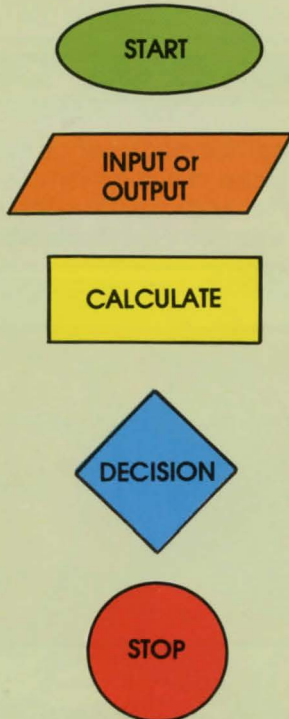 START
INPUT or
OUTPUT
CALCULATE
DECISION
STOP